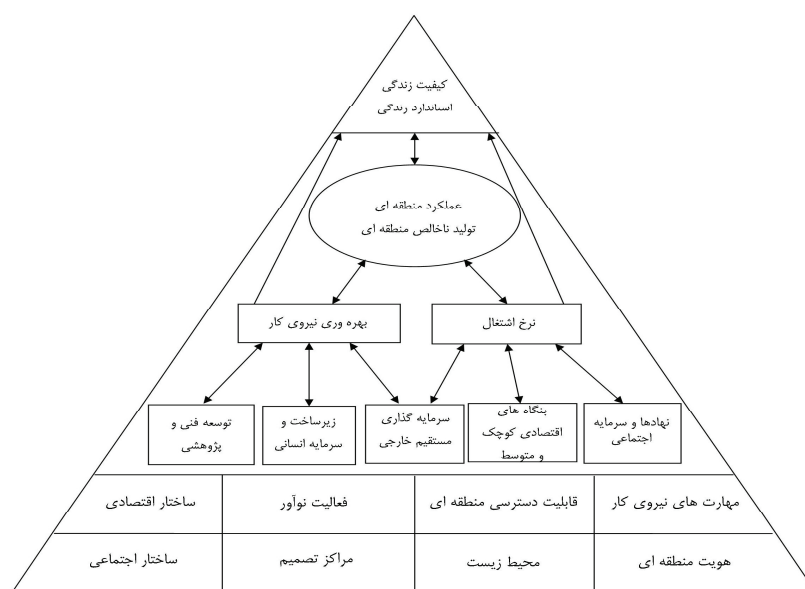 کیفیت زندگی
استاندارد زندگی
عملکرد منطقه ای
تولید ناخالص منطقه ای
نرخ اشتغال
بهره وری نیروی کار
نهادها و سرمایه
اجتماعی
بنگاه های
اقتصادی کوچک
و متوسط
سرمایه گذاری
مستقیم خارجی
زیرساخت و
سرمایه انسانی
توسعه فنی و
پژوهشی
مهارت های نیروی کار
قابلیت دسترسی منطقه ای
فعالیت نوآور
ساختار اقتصادی
هویت منطقه ای
محیط زیست
مراکز تصمیم
ساختار اجتماعی